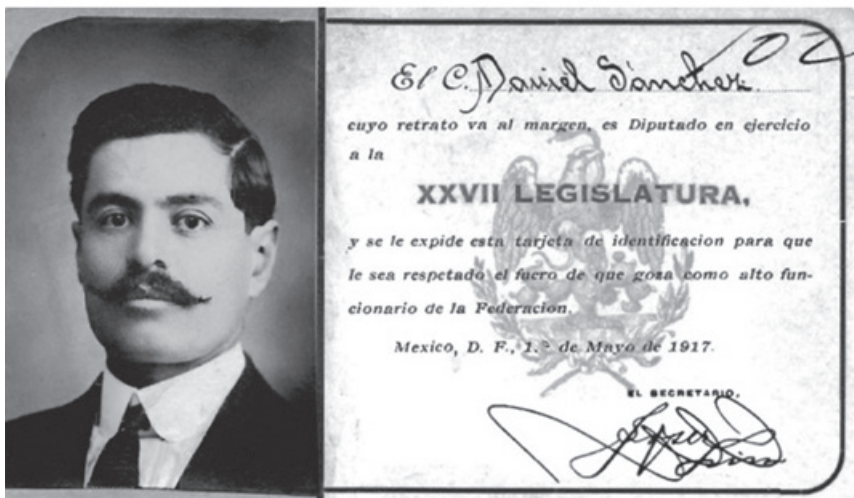 El C. Daniel Sánchez.
cuyo retrato va al margen, es Diputado en ejercicio
a la
XXVII LEGISLATURA,
y se le expide esta tarjeta de identificacion para que
le sea respetado el fuero de que goza como alto fun-
cionario de la Federacion.
Mexico, D. F., 1.º de Mayo de 1917.
EL SECRETARIO,